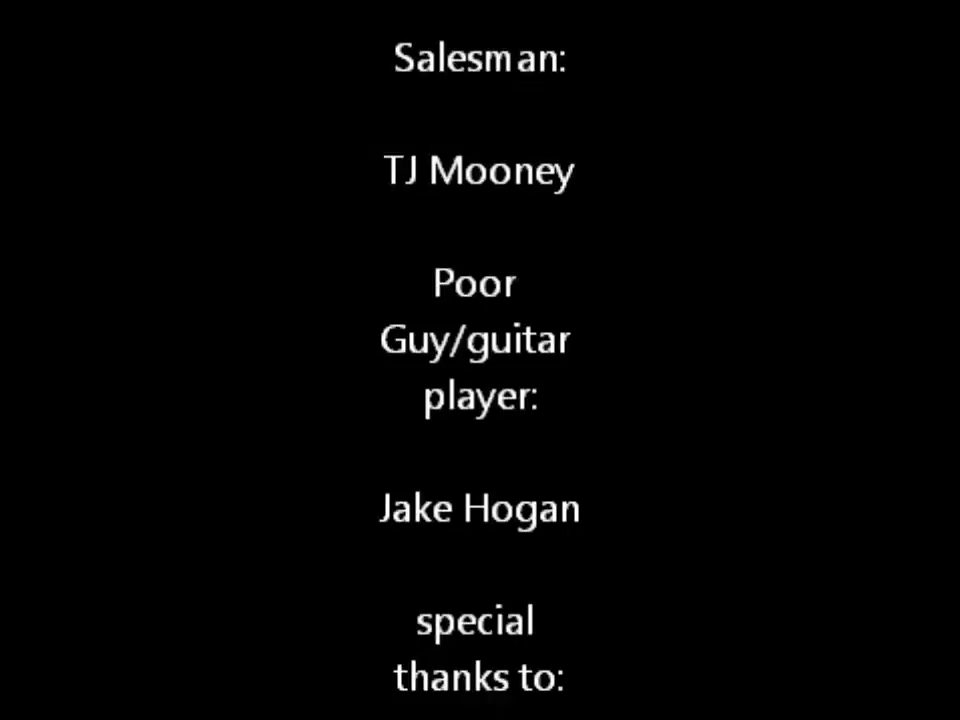 Salesman:
TJ Mooney
Poor
Guy/guitar
player:
Jake Hogan
special
thanks to: